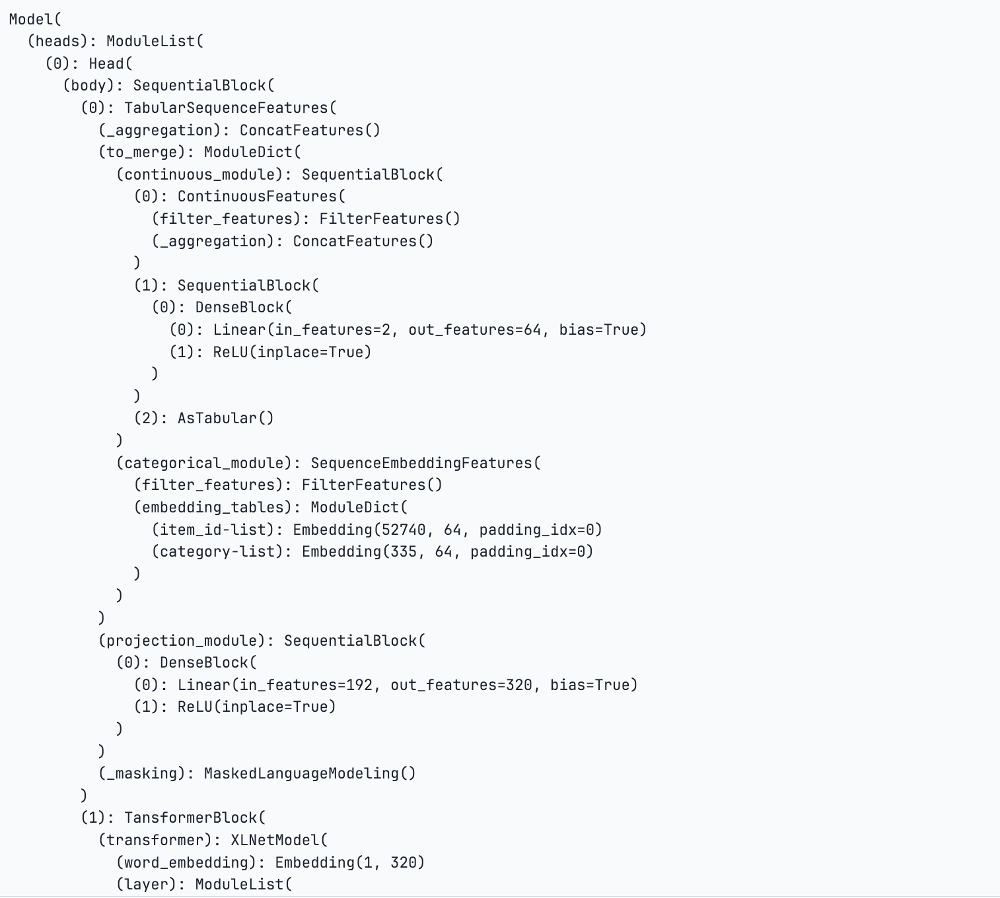 Model(
  (heads): ModuleList(
    (0): Head(
      (body): SequentialBlock(
        (0): TabularSequenceFeatures(
          (_aggregation): ConcatFeatures()
          (to_merge): ModuleDict(
            (continuous_module): SequentialBlock(
              (0): ContinuousFeatures(
                (filter_features): FilterFeatures()
                (_aggregation): ConcatFeatures()
              )
              (1): SequentialBlock(
                (0): DenseBlock(
                  (0): Linear(in_features=2, out_features=64, bias=True)
                  (1): ReLU(inplace=True)
                )
              )
              (2): AsTabular()
            )
            (categorical_module): SequenceEmbeddingFeatures(
              (filter_features): FilterFeatures()
              (embedding_tables): ModuleDict(
                (item_id-list): Embedding(52740, 64, padding_idx=0)
                (category-list): Embedding(335, 64, padding_idx=0)
              )
            )
          )
          (projection_module): SequentialBlock(
            (0): DenseBlock(
              (0): Linear(in_features=192, out_features=320, bias=True)
              (1): ReLU(inplace=True)
            )
          )
          (_masking): MaskedLanguageModeling()
        )
        (1): TansformerBlock(
          (transformer): XLNetModel(
            (word_embedding): Embedding(1, 320)
            (layer): ModuleList(